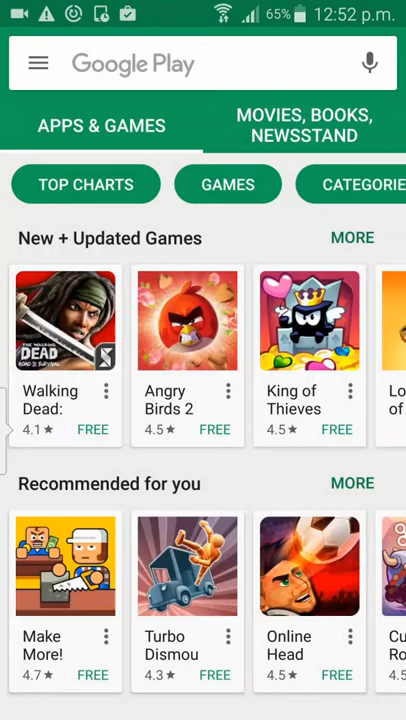 65% 12:52 p.m.
Google Play
APPS & GAMES
MOVIES, BOOKS,
NEWSSTAND
TOP CHARTS
GAMES
CATEGORIE
New + Updated Games
MORE
THE WALKING
DEAD
ROAD TO SURVIVAL
Walking
Dead:
4.1★ FREE
Angry
Birds 2
4.5★ FREE
King of
Thieves
4.5★ FREE
Lo
of
Recommended for you
MORE
Make
More!
4.7★ FREE
Turbo
Dismou
4.3★ FREE
Online
Head
4.5★ FREE
Cu
Ro
4.5